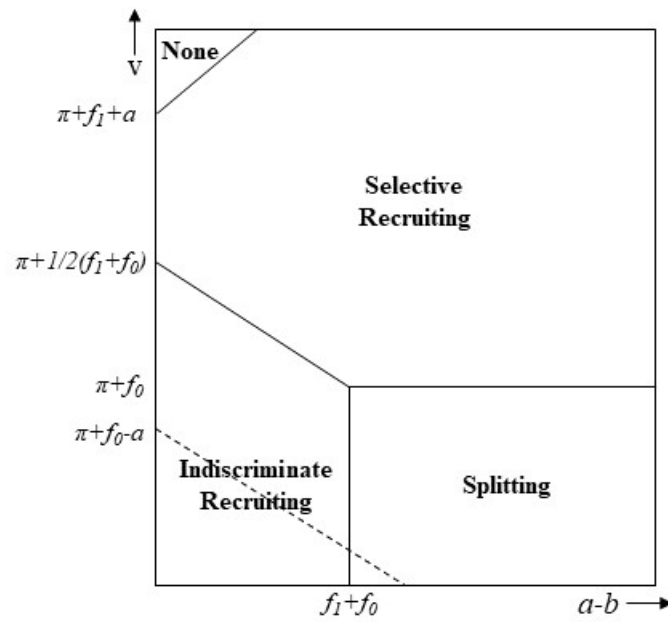 None
v
π+f₁+a
Selective
Recruiting
π+1/2(f₁+f₀)
π+f₀
π+f₀-a
Indiscriminate
Recruiting
Splitting
f₁+f₀
a-b